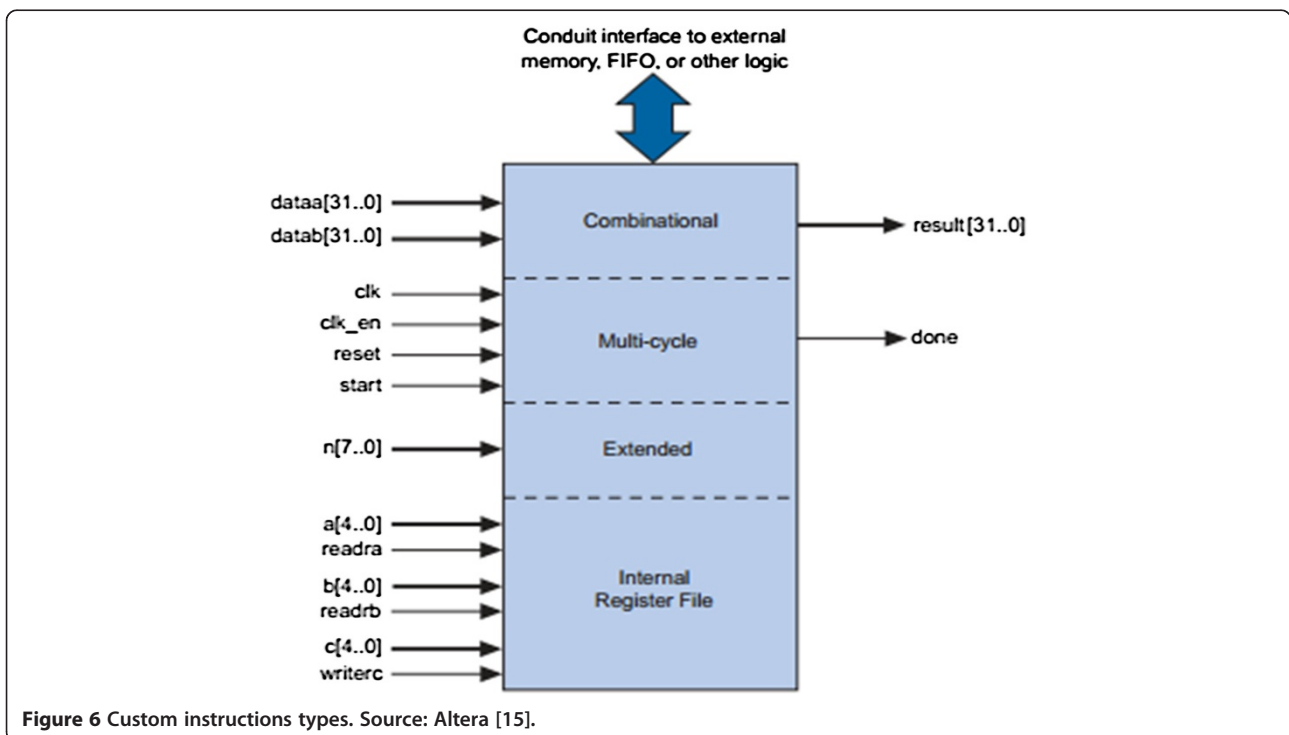 Conduit interface to external
memory, FIFO, or other logic
dataa[31..0]
datab[31..0]
Combinational
result[31..0]
clk
clk_en
reset
start
Multi-cycle
done
n[7..0]
Extended
a[4..0]
readra
b[4..0]
readrb
c[4..0]
writerc
Internal
Register File
Figure 6 Custom instructions types. Source: Altera [15].